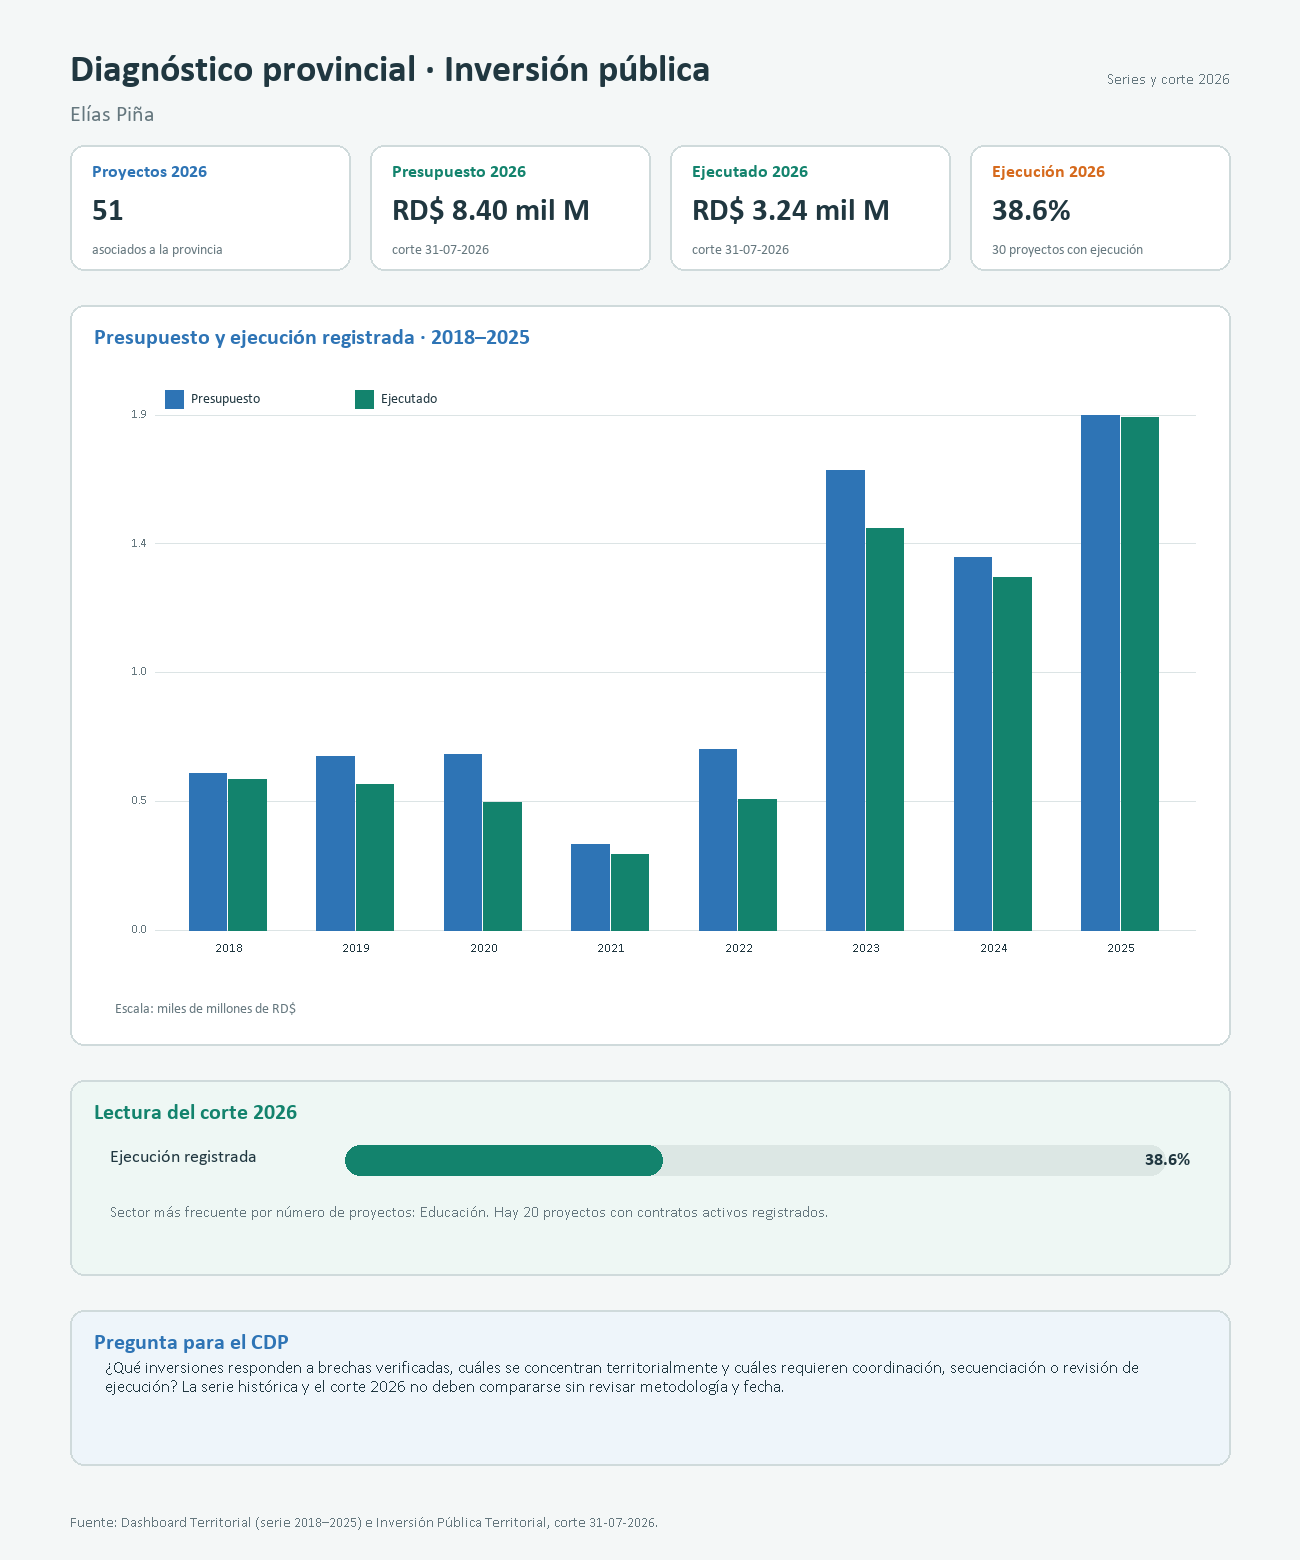 Diagnóstico provincial · Inversión pública
Series y corte 2026
Elías Piña
Proyectos 2026
51
asociados a la provincia
Presupuesto 2026
RD$ 8.40 mil M
corte 31-07-2026
Ejecutado 2026
RD$ 3.24 mil M
corte 31-07-2026
Ejecución 2026
38.6%
30 proyectos con ejecución
Presupuesto y ejecución registrada · 2018–2025
Presupuesto
Ejecutado
1.9
1.4
1.0
0.5
0.0
2018
2019
2020
2021
2022
2023
2024
2025
Escala: miles de millones de RD$
Lectura del corte 2026
Ejecución registrada
38.6%
Sector más frecuente por número de proyectos: Educación. Hay 20 proyectos con contratos activos registrados.
Pregunta para el CDP
¿Qué inversiones responden a brechas verificadas, cuáles se concentran territorialmente y cuáles requieren coordinación, secuenciación o revisión de
ejecución? La serie histórica y el corte 2026 no deben compararse sin revisar metodología y fecha.
Fuente: Dashboard Territorial (serie 2018–2025) e Inversión Pública Territorial, corte 31-07-2026.